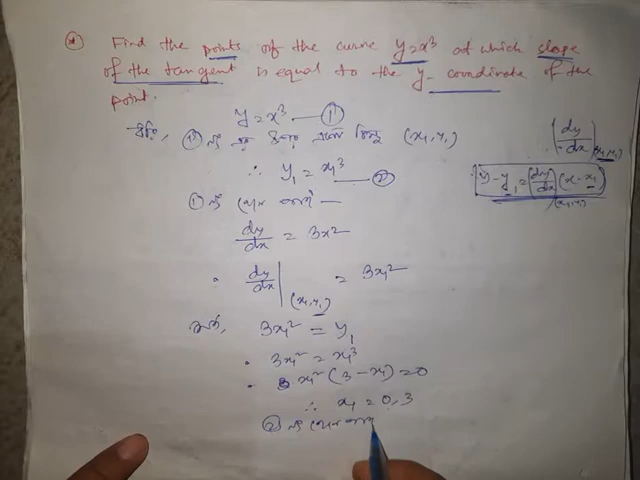 Find the points of the curve y=x³ at which slope
of the tangent is equal to the y-coordinate of the
point.
y=x³ —— ①
ধরি, ① নং এর উপর একটি বিন্দু (x₁,y₁)
∴ y₁ = x₁³ —— ②
① নং থেকে পাই —
dy/dx = 3x²
dy/dx |(x₁,y₁) = 3x₁²
3x₁² = y₁
3x₁² = x₁³
x₁² (3-x₁) = 0
∴ x₁ = 0, 3
② নং থেকে পাই
(dy/dx)(x₁,y₁)
y - y₁ = (dy/dx)(x₁,y₁) (x - x₁)